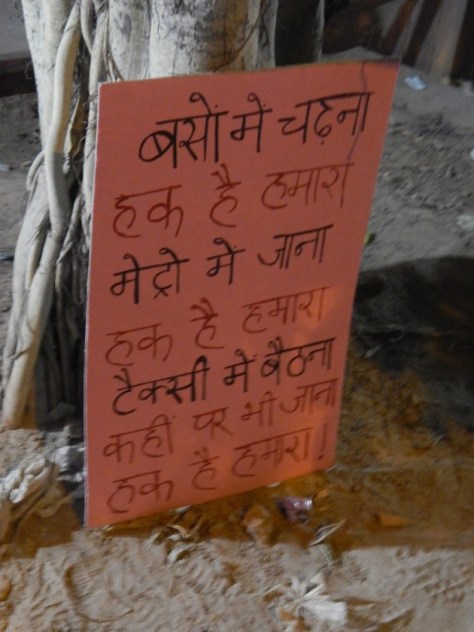 बसों में चढ़ना
हक है हमारा
मेट्रो में जाना
हक है हमारा
टैक्सी में बैठना
कहीं पर भी जाना
हक है हमारा!